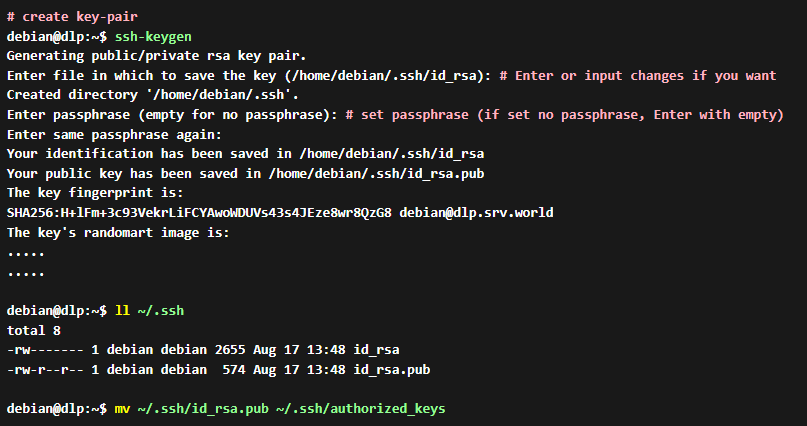 # create key-pair
debian@dlp:~$ ssh-keygen
Generating public/private rsa key pair.
Enter file in which to save the key (/home/debian/.ssh/id_rsa): # Enter or input changes if you want
Created directory '/home/debian/.ssh'.
Enter passphrase (empty for no passphrase): # set passphrase (if set no passphrase, Enter with empty)
Enter same passphrase again:
Your identification has been saved in /home/debian/.ssh/id_rsa
Your public key has been saved in /home/debian/.ssh/id_rsa.pub
The key fingerprint is:
SHA256:H+lFm+3c93VekrLiFCYAwoWDUVs43s4JEze8wr8QzG8 debian@dlp.srv.world
The key's randomart image is:
.....
.....
debian@dlp:~$ ll ~/.ssh
total 8
-rw------- 1 debian debian 2655 Aug 17 13:48 id_rsa
-rw-r--r-- 1 debian debian  574 Aug 17 13:48 id_rsa.pub
debian@dlp:~$ mv ~/.ssh/id_rsa.pub ~/.ssh/authorized_keys